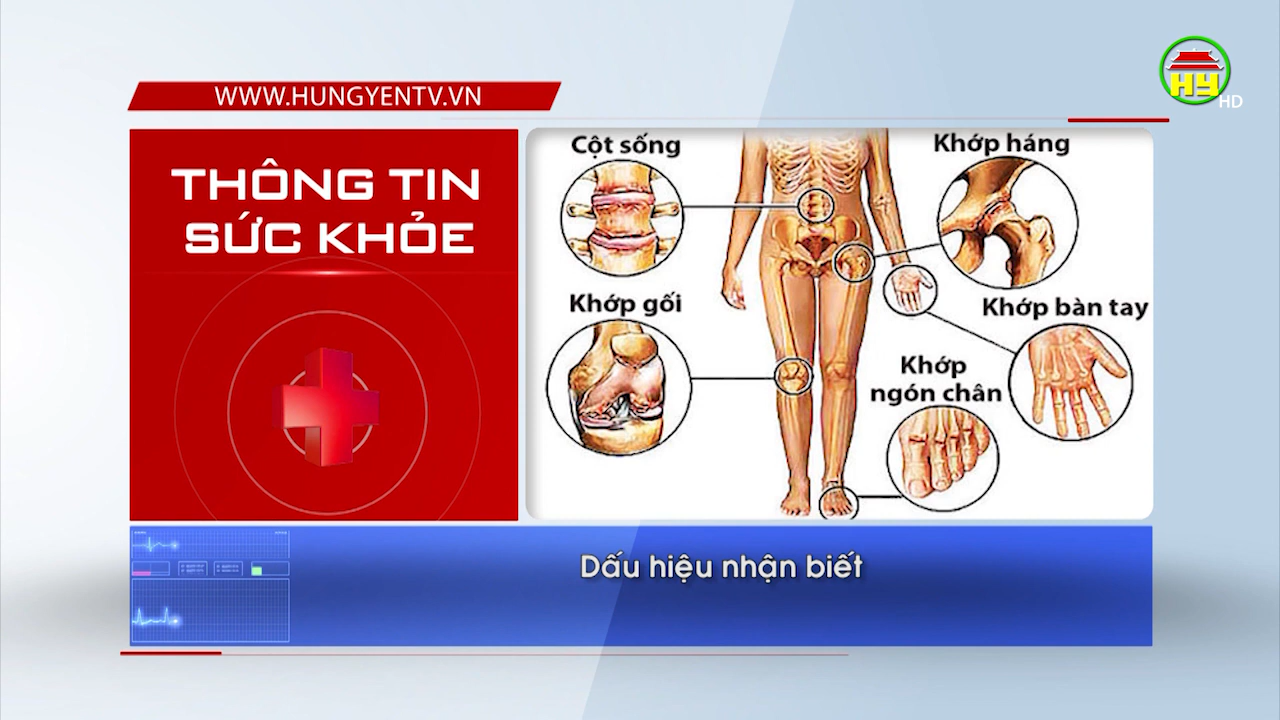 WWW.HUNGYENTV.VN
HY
HD
THÔNG TIN
SỨC KHỎE
Cột sống
Khớp háng
Khớp gối
Khớp bàn tay
Khớp
ngón chân
Dấu hiệu nhận biết